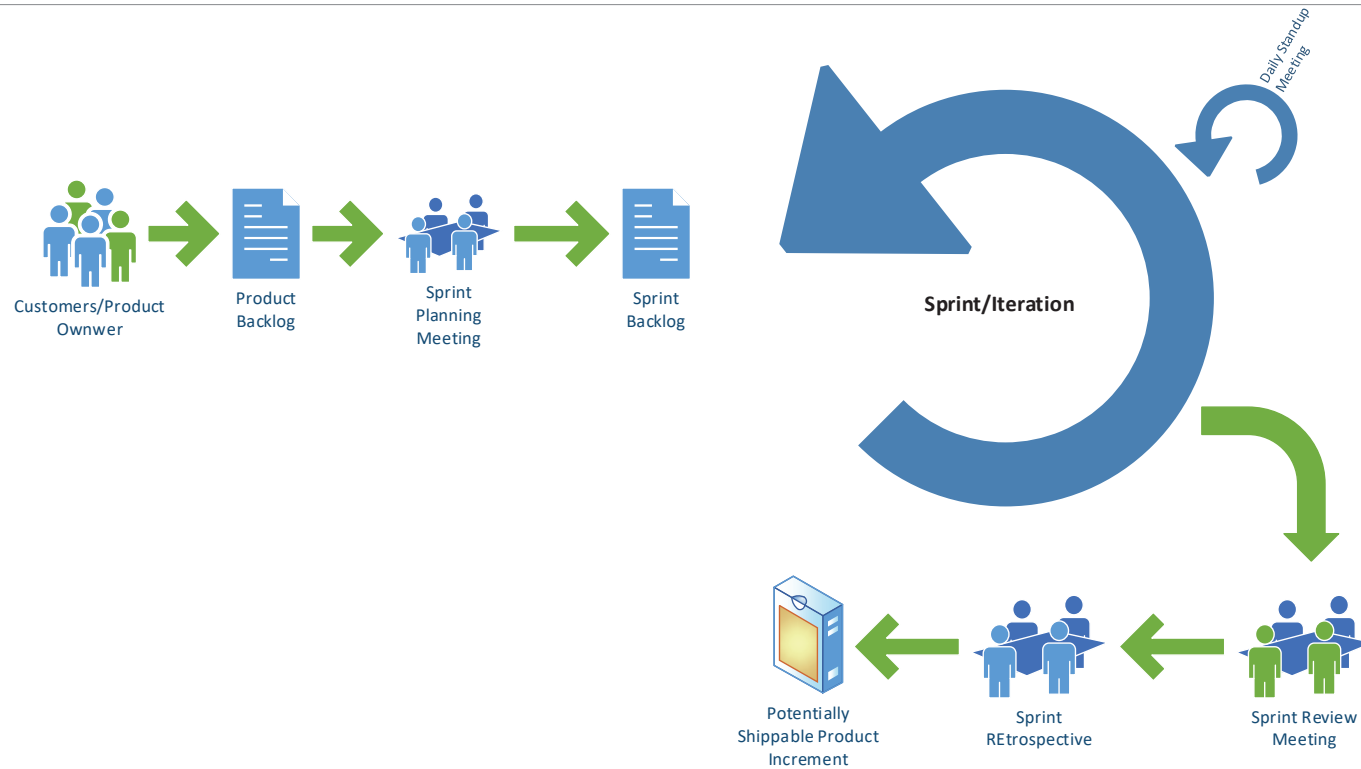 Daily Standup
Meeting
Customers/Product
Ownwer
Product
Backlog
Sprint
Planning
Meeting
Sprint
Backlog
Sprint/Iteration
Potentially
Shippable Product
Increment
Sprint
REtrospective
Sprint Review
Meeting